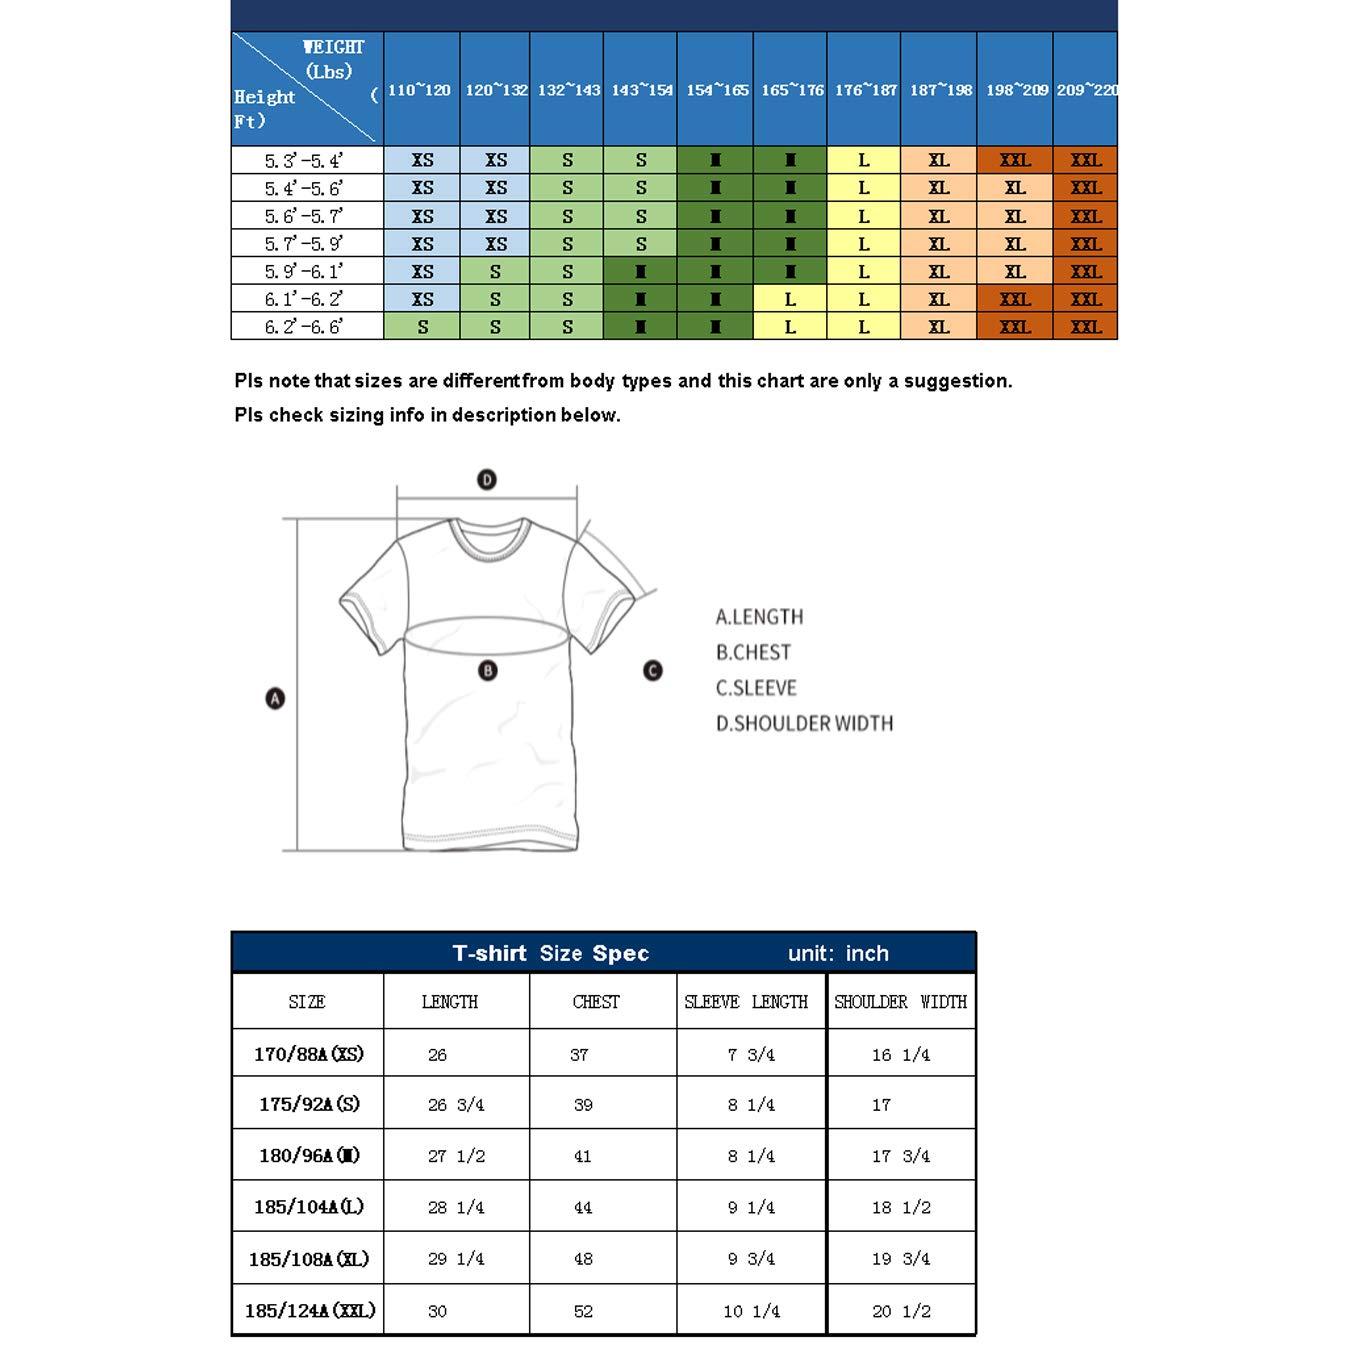 WEIGHT
(Lbs)
Height (
Ft)
110~120 120~132 132~143 143~154 154~165 165~176 176~187 187~198 198~209 209~220
5.3'-5.4' XS XS S S M M L XL XXL XXL
5.4'-5.6' XS XS S S M M L XL XL XXL
5.6'-5.7' XS XS S S M M L XL XL XXL
5.7'-5.9' XS XS S S M M L XL XL XXL
5.9'-6.1' XS S S M M M L XL XL XXL
6.1'-6.2' XS S S M M L L XL XXL XXL
6.2'-6.6' S S S M M L L XL XXL XXL
Pls note that sizes are different from body types and this chart are only a suggestion.
Pls check sizing info in description below.
D
B
C
A
A.LENGTH
B.CHEST
C.SLEEVE
D.SHOULDER WIDTH
T-shirt Size Spec unit: inch
SIZE LENGTH CHEST SLEEVE LENGTH SHOULDER WIDTH
170/88A(XS) 26 37 7 3/4 16 1/4
175/92A(S) 26 3/4 39 8 1/4 17
180/96A(M) 27 1/2 41 8 1/4 17 3/4
185/104A(L) 28 1/4 44 9 1/4 18 1/2
185/108A(XL) 29 1/4 48 9 3/4 19 3/4
185/124A(XXL) 30 52 10 1/4 20 1/2